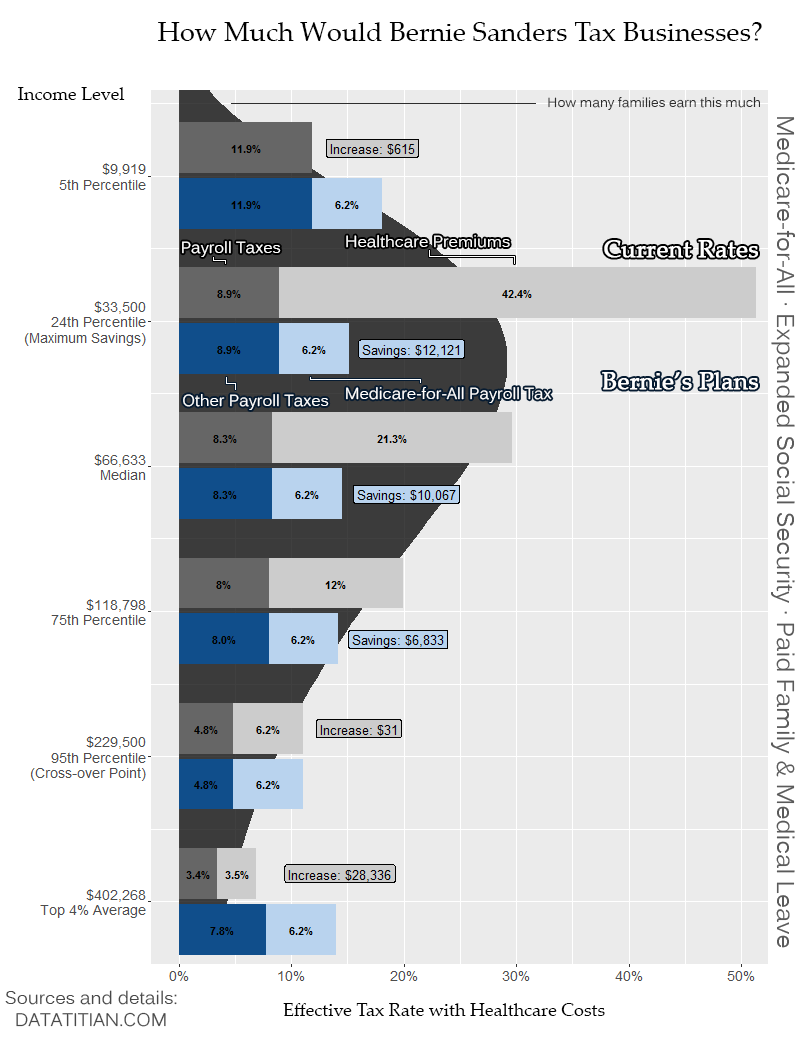 How Much Would Bernie Sanders Tax Businesses?
Income Level
How many families earn this much
11.9%
Increase: $615
$9,919
5th Percentile
11.9%
6.2%
Payroll Taxes
Healthcare Premiums
Current Rates
8.9%
42.4%
$33,500
24th Percentile
(Maximum Savings)
8.9%
6.2%
Savings: $12,121
Bernie's Plans
Other Payroll Taxes
Medicare-for-All Payroll Tax
8.3%
21.3%
$66,633
Median
8.3%
6.2%
Savings: $10,067
8%
12%
$118,798
75th Percentile
8.0%
6.2%
Savings: $6,833
4.8%
6.2%
Increase: $31
$229,500
95th Percentile
(Cross-over Point)
4.8%
6.2%
3.4%
3.5%
Increase: $28,336
$402,268
Top 4% Average
7.8%
6.2%
0%
10%
20%
30%
40%
50%
Effective Tax Rate with Healthcare Costs
Medicare-for-All · Expanded Social Security · Paid Family & Medical Leave
Sources and details:
DATATITIAN.COM